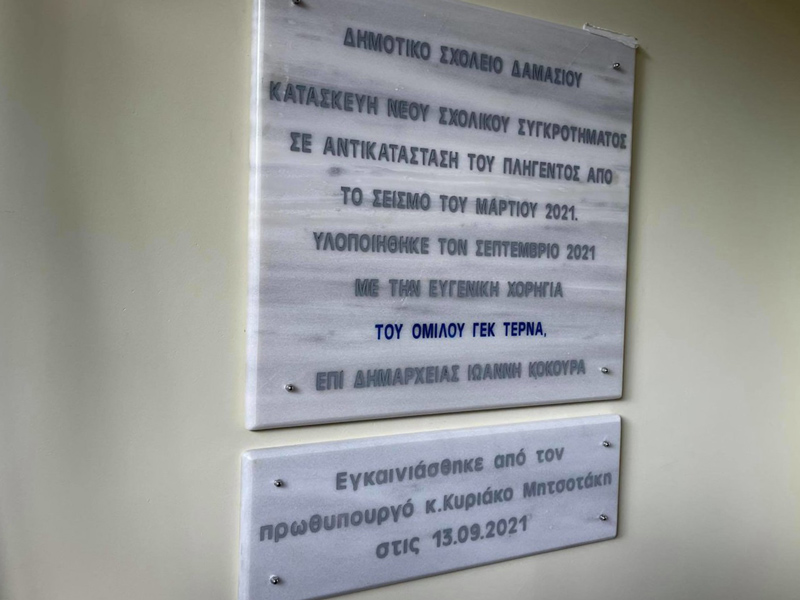 ΔΗΜΟΤΙΚΟ ΣΧΟΛΕΙΟ ΔΑΜΑΣΙΟΥ
ΚΑΤΑΣΚΕΥΗ ΝΕΟΥ ΣΧΟΛΙΚΟΥ ΣΥΓΚΡΟΤΗΜΑΤΟΣ
ΣΕ ΑΝΤΙΚΑΤΑΣΤΑΣΗ ΤΟΥ ΠΛΗΓΕΝΤΟΣ ΑΠΟ
ΤΟ ΣΕΙΣΜΟ ΤΟΥ ΜΑΡΤΙΟΥ 2021.
ΥΛΟΠΟΙΗΘΗΚΕ ΤΟΝ ΣΕΠΤΕΜΒΡΙΟ 2021
ΜΕ ΤΗΝ ΕΥΓΕΝΙΚΗ ΧΟΡΗΓΙΑ
ΤΟΥ ΟΜΙΛΟΥ ΓΕΚ ΤΕΡΝΑ,
ΕΠΙ ΔΗΜΑΡΧΕΙΑΣ ΙΩΑΝΝΗ ΚΟΚΟΥΡΑ
Εγκαινιάσθηκε από τον
πρωθυπουργό κ.Κυριάκο Μητσοτάκη
στις 13.09.2021